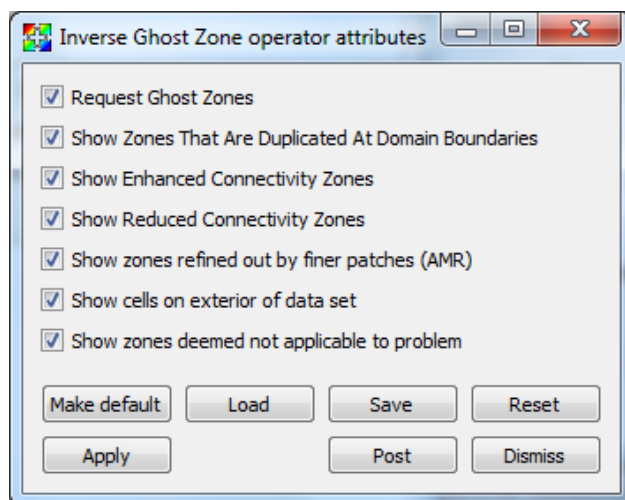 Inverse Ghost Zone operator attributes
Request Ghost Zones
Show Zones That Are Duplicated At Domain Boundaries
Show Enhanced Connectivity Zones
Show Reduced Connectivity Zones
Show zones refined out by finer patches (AMR)
Show cells on exterior of data set
Show zones deemed not applicable to problem
Make default Load Save Reset
Apply Post Dismiss